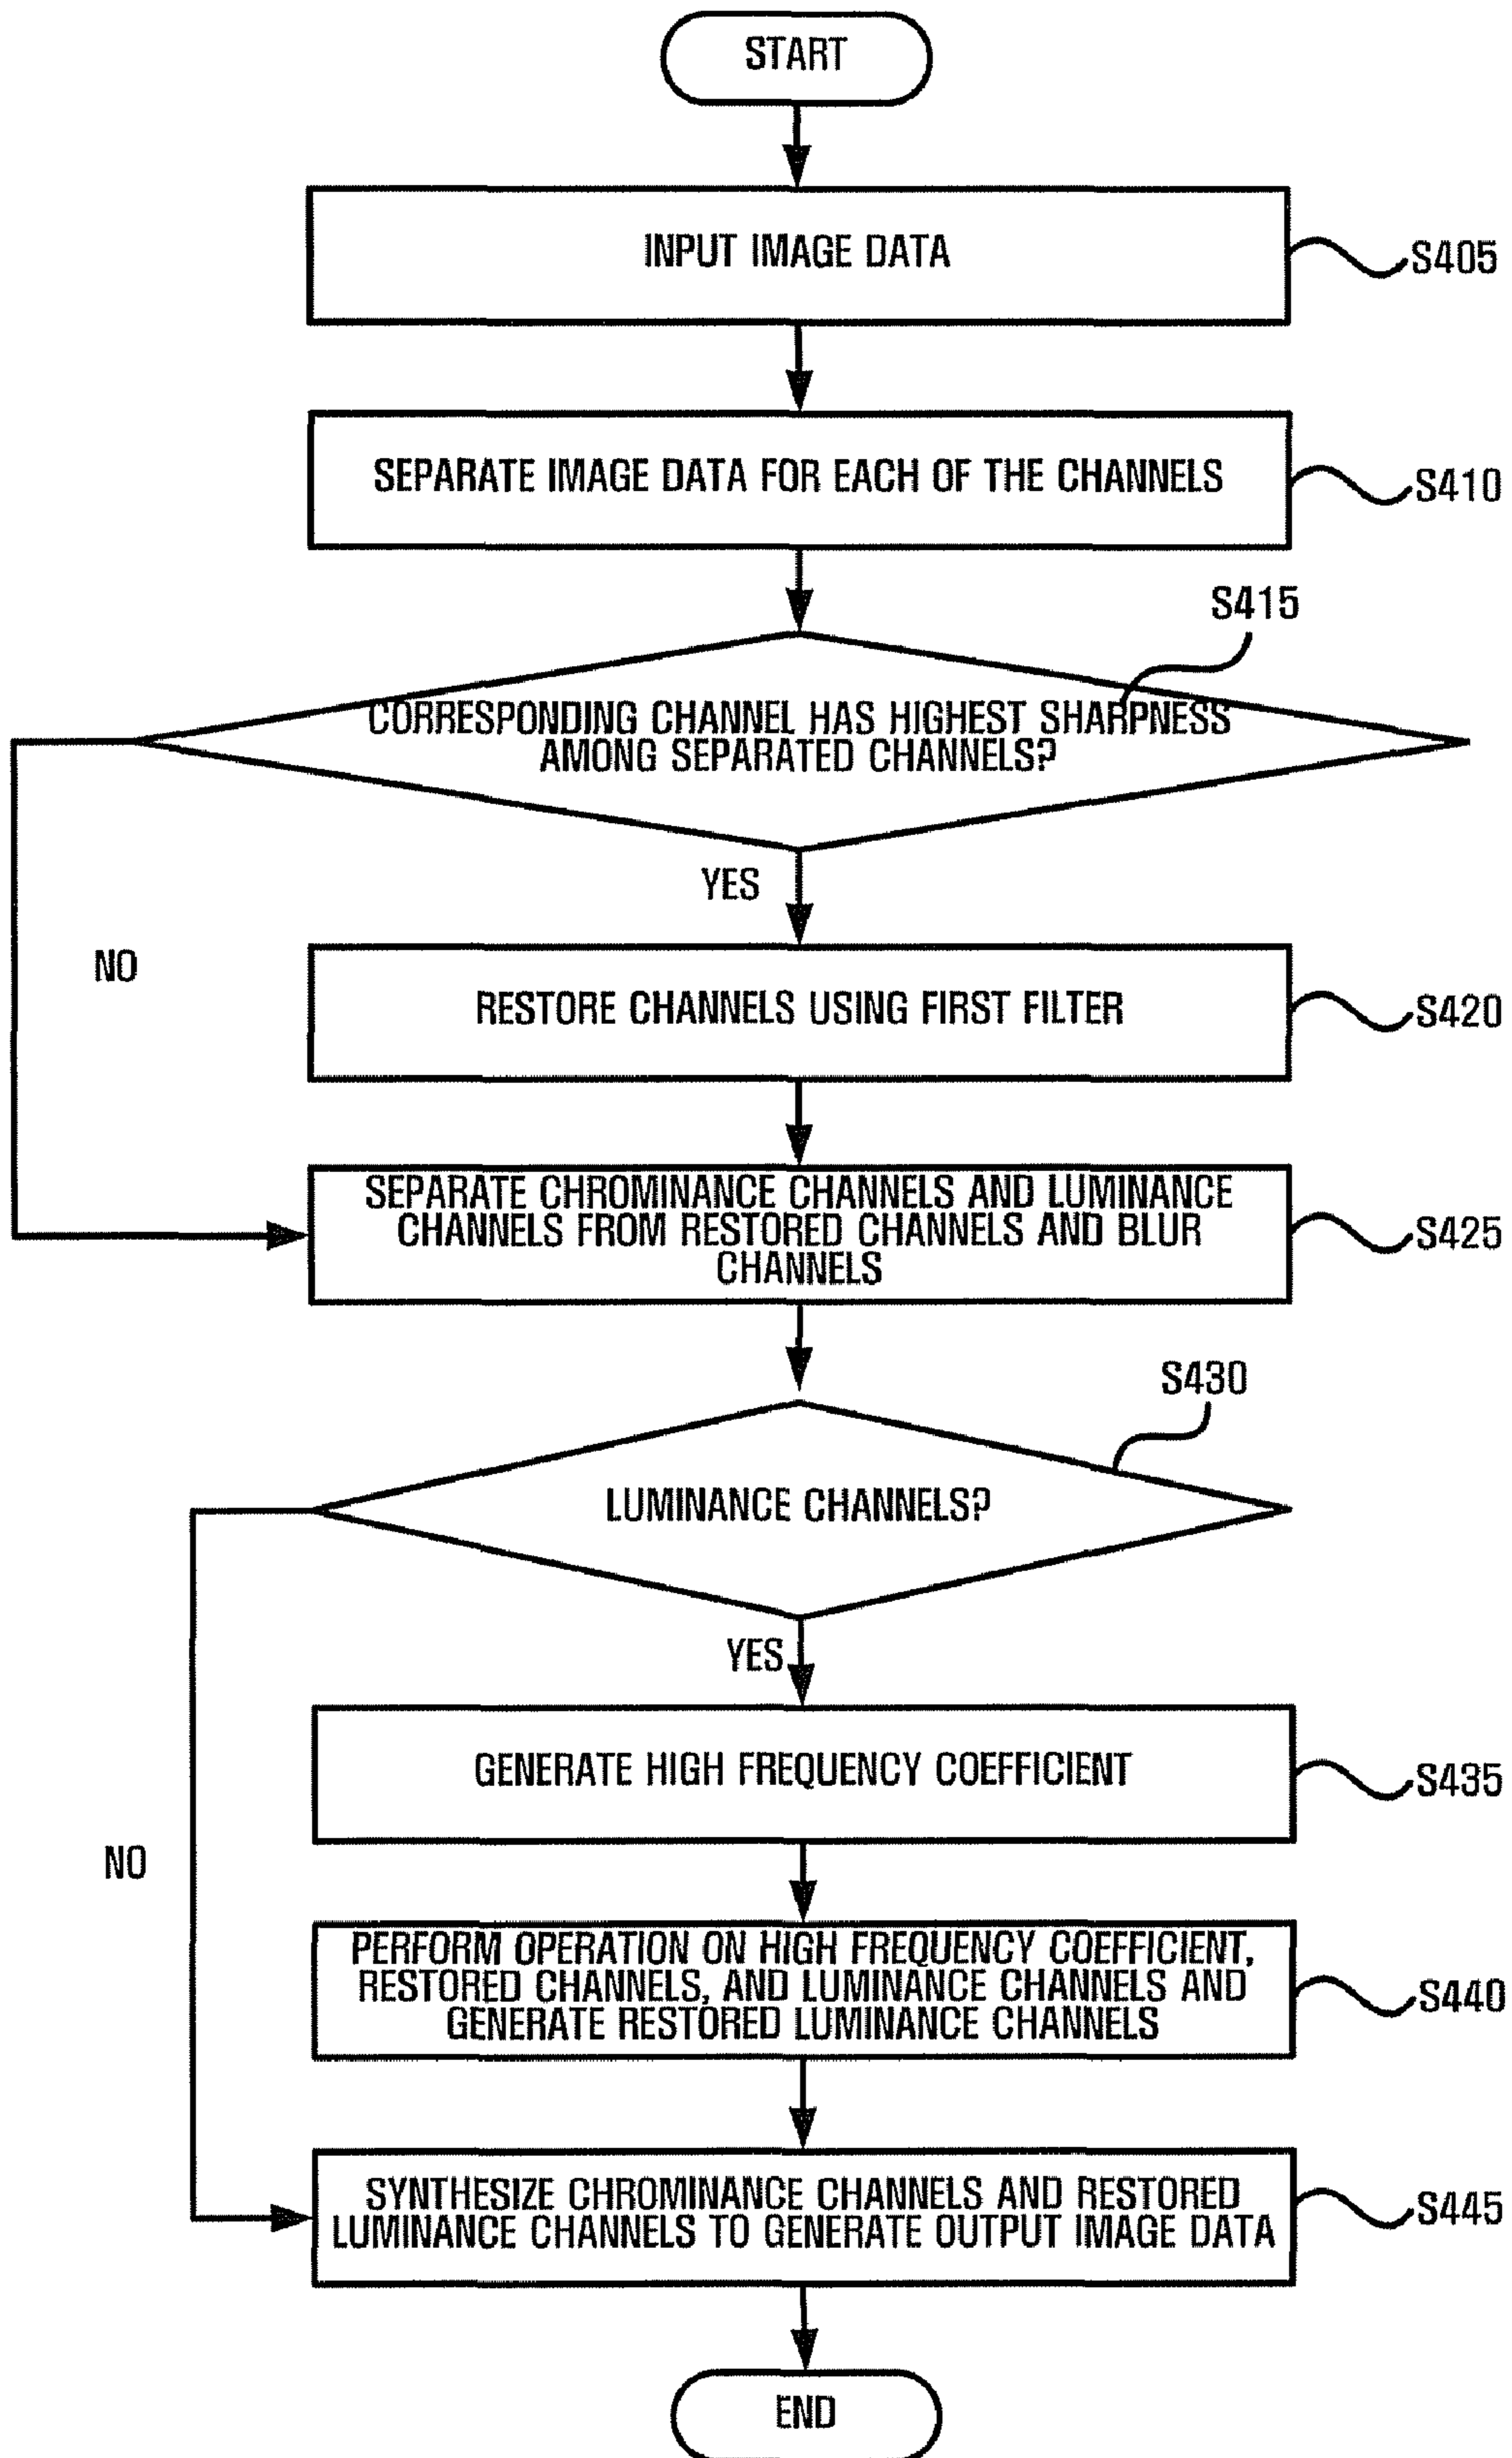 START
INPUT IMAGE DATA
S405
SEPARATE IMAGE DATA FOR EACH OF THE CHANNELS
S410
S415
CORRESPONDING CHANNEL HAS HIGHEST SHARPNESS
AMONG SEPARATED CHANNELS?
YES
NO
RESTORE CHANNELS USING FIRST FILTER
S420
SEPARATE CHROMINANCE CHANNELS AND LUMINANCE
CHANNELS FROM RESTORED CHANNELS AND BLUR
CHANNELS
S425
S430
LUMINANCE CHANNELS?
YES
GENERATE HIGH FREQUENCY COEFFICIENT
S435
NO
PERFORM OPERATION ON HIGH FREQUENCY COEFFICIENT,
RESTORED CHANNELS, AND LUMINANCE CHANNELS AND
GENERATE RESTORED LUMINANCE CHANNELS
S440
SYNTHESIZE CHROMINANCE CHANNELS AND RESTORED
LUMINANCE CHANNELS TO GENERATE OUTPUT IMAGE DATA
S445
END